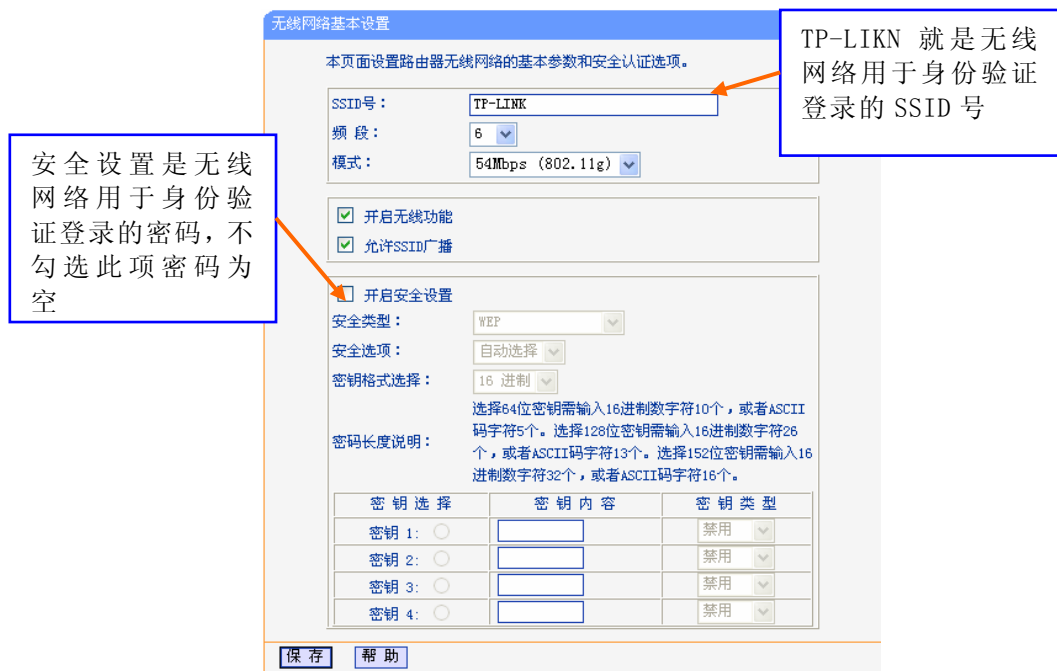 无线网络基本设置
TP-LIKN 就是无线
网络用于身份验证
登录的 SSID 号
本页面设置路由器无线网络的基本参数和安全认证选项。
SSID号: TP-LINK
频 段: 6
模式: 54Mbps (802.11g)
安全设置是无线
网络用于身份验
证登录的密码,不
勾选此项密码为
空
开启无线功能
允许SSID广播
开启安全设置
安全类型: WEP
安全选项: 自动选择
密钥格式选择: 16 进制
密码长度说明:
选择64位密钥需输入16进制数字符10个,或者ASCII
码字符5个。选择128位密钥需输入16进制数字符26
个,或者ASCII码字符13个。选择152位密钥需输入16
进制数字符32个,或者ASCII码字符16个。
密 钥 选 择 密 钥 内 容 密 钥 类 型
密钥 1: 禁用
密钥 2: 禁用
密钥 3: 禁用
密钥 4: 禁用
保 存 帮 助